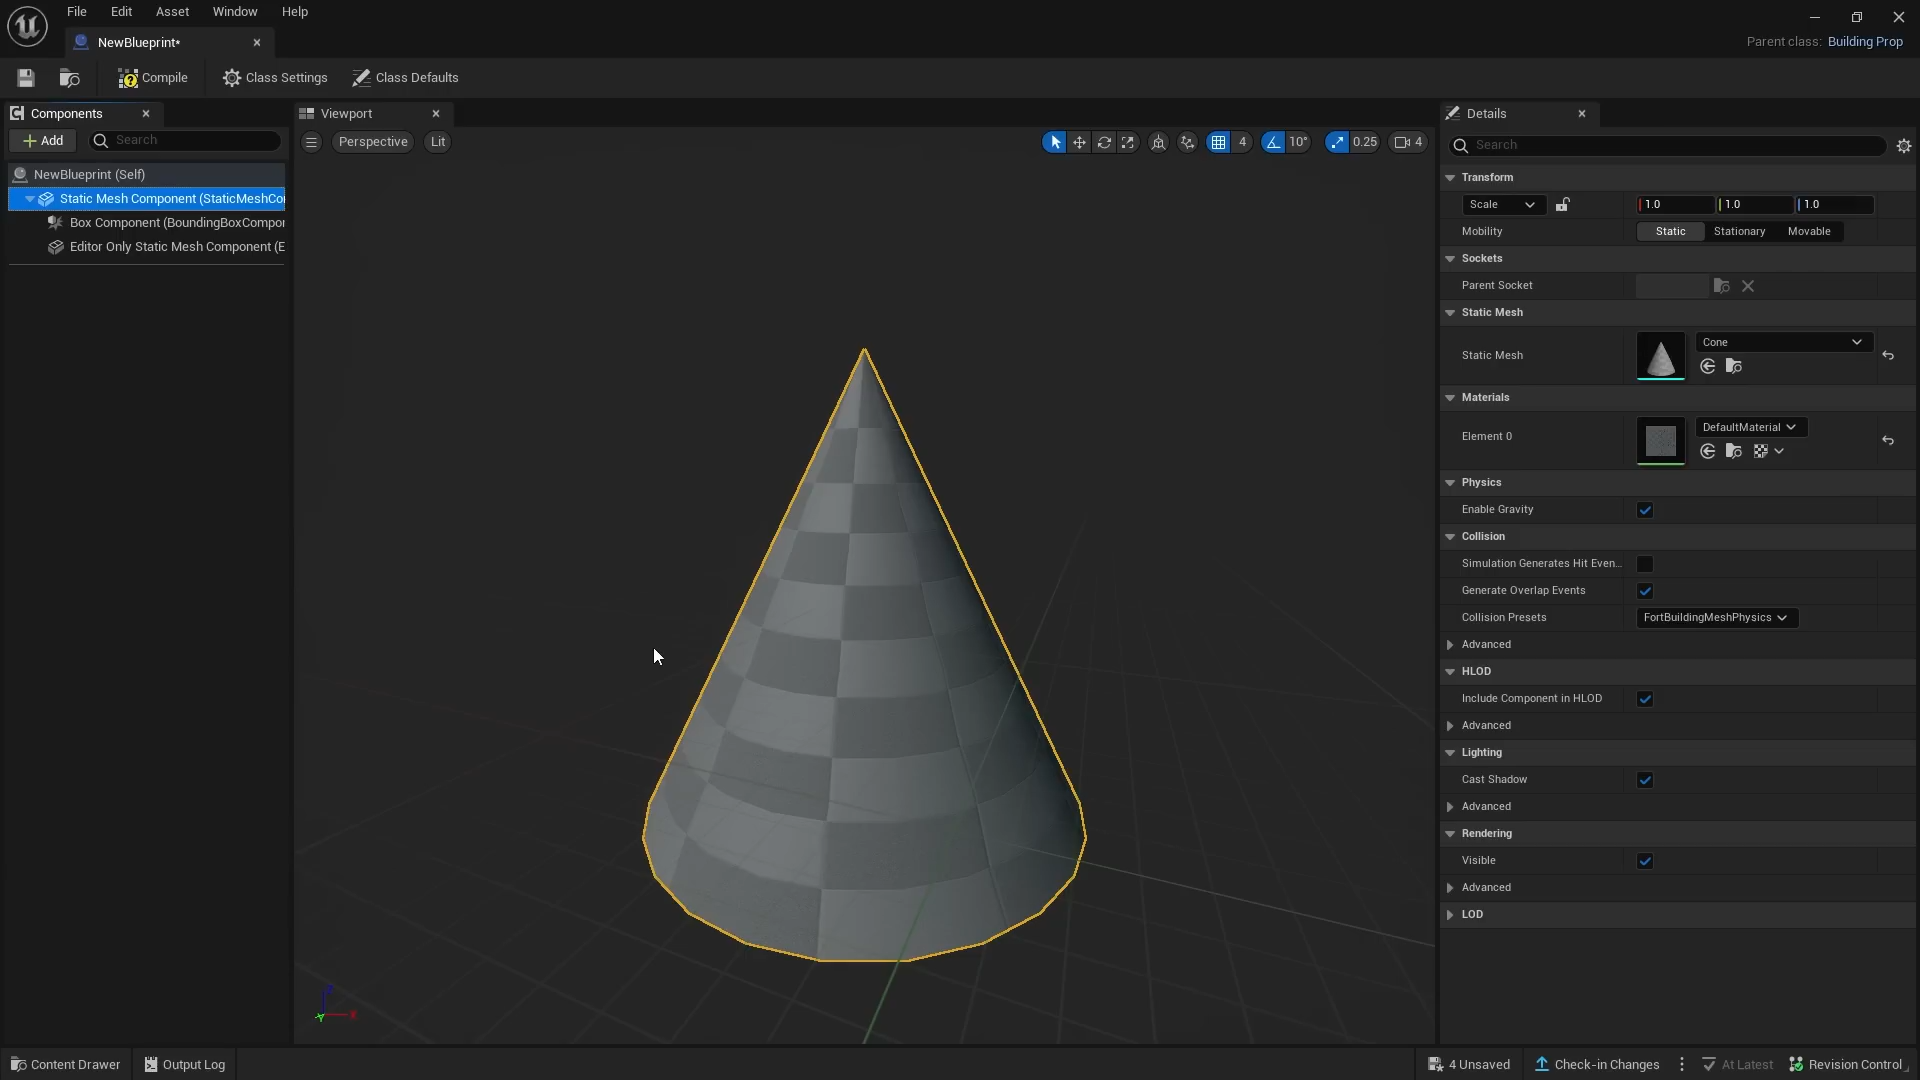 File Edit Asset Window Help
NewBlueprint*
Parent class: Building Prop
Compile Class Settings Class Defaults
Components
Add Search
NewBlueprint (Self)
Static Mesh Component (StaticMeshCo
Box Component (BoundingBoxCompor
Editor Only Static Mesh Component (E
Viewport
Perspective Lit 4 10° 0.25 4
Details
Search
Transform
Scale 1.0 1.0 1.0
Mobility Static Stationary Movable
Sockets
Parent Socket
Static Mesh
Static Mesh Cone
Materials
Element 0 DefaultMaterial
Physics
Enable Gravity
Collision
Simulation Generates Hit Even...
Generate Overlap Events
Collision Presets FortBuildingMeshPhysics
Advanced
HLOD
Include Component in HLOD
Advanced
Lighting
Cast Shadow
Advanced
Rendering
Visible
Advanced
LOD
Z
X
Y
Content Drawer Output Log 4 Unsaved Check-in Changes At Latest Revision Control